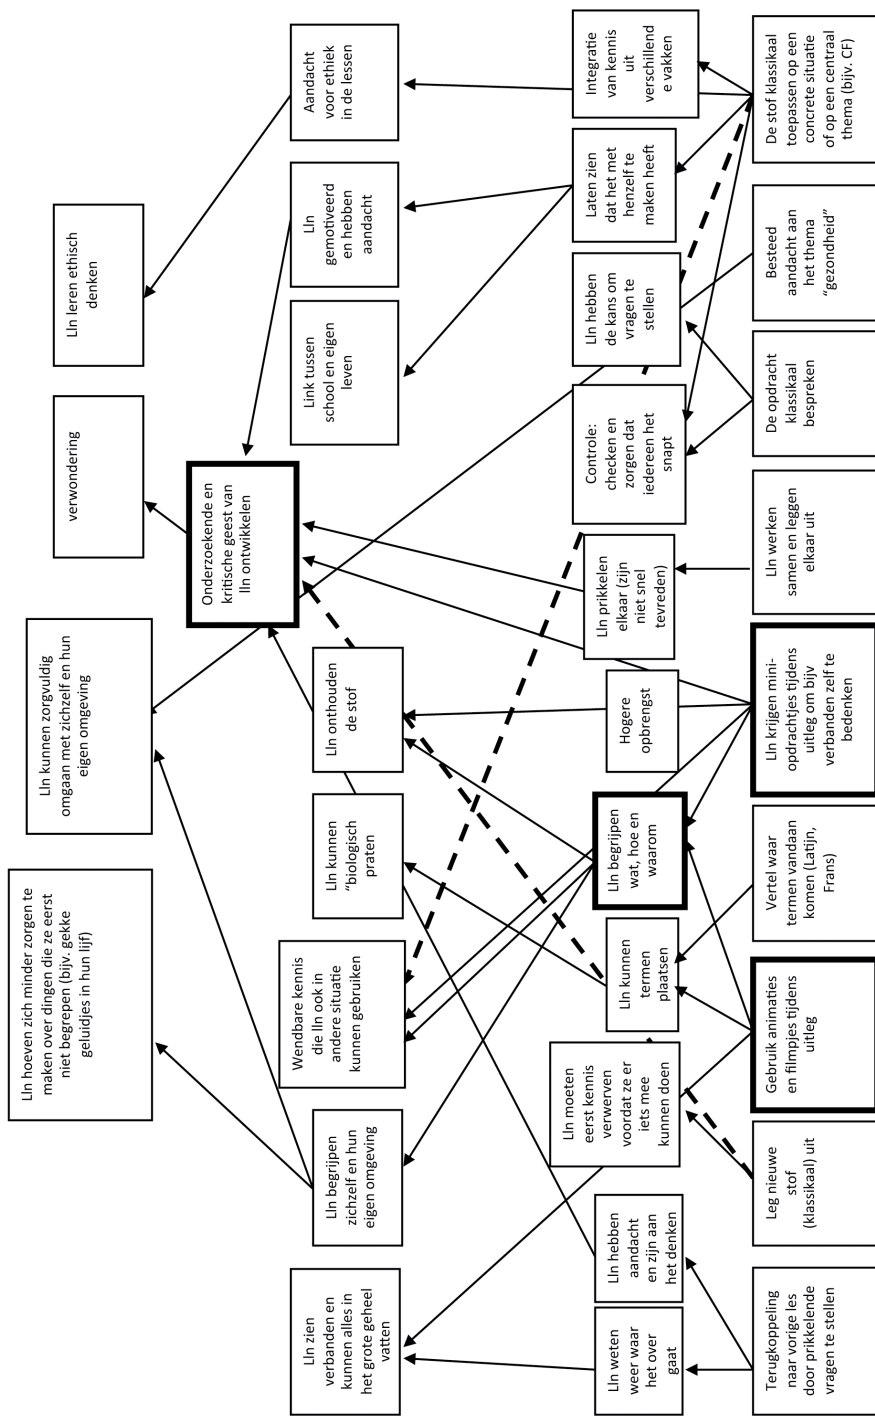 Lln hoeven zich minder zorgen te
maken over dingen die ze eerst
niet begrepen (bijv. gekke
geluidjes in hun lijf)
Lln kunnen zorgvuldig
omgaan met zichzelf en hun
eigen omgeving
verwondering
Lln leren ethisch
denken
Onderzoekende en
kritische geest van
lln ontwikkelen
Lln zien
verbanden en
kunnen alles in
het grote geheel
vatten
Lln begrijpen
zichzelf en hun
eigen omgeving
Wendbare kennis
die lln ook in
andere situatie
kunnen gebruiken
Lln kunnen
“biologisch
praten
Lln onthouden
de stof
Link tussen
school en eigen
leven
Lln
gemotiveerd
en hebben
aandacht
Aandacht
voor ethiek
in de lessen
Lln weten
weer waar
het over
gaat
Lln hebben
aandacht
en zijn aan
het denken
Lln moeten
eerst kennis
verwerven
voordat ze er
iets mee
kunnen doen
Lln kunnen
termen
plaatsen
Lln begrijpen
wat, hoe en
waarom
Hogere
opbrengst
Lln prikkelen
elkaar (zijn
niet snel
tevreden)
Controle:
checken en
zorgen dat
iedereen het
snapt
Lln hebben
de kans om
vragen te
stellen
Laten zien
dat het met
henzelf te
maken heeft
Integratie
van kennis
uit
verschillend
e vakken
Terugkoppeling
naar vorige les
door prikkelende
vragen te stellen
Leg nieuwe
stof
(klassikaal) uit
Gebruik animaties
en filmpjes tijdens
uitleg
Vertel waar
termen vandaan
komen (Latijn,
Frans)
Lln krijgen mini-
opdrachtjes tijdens
uitleg om bijv
verbanden zelf te
bedenken
Lln werken
samen en leggen
elkaar uit
De opdracht
klassikaal
bespreken
Besteed
aandacht aan
het thema
“gezondheid”
De stof klassikaal
toepassen op een
concrete situatie
of op een centraal
thema (bijv. CF)